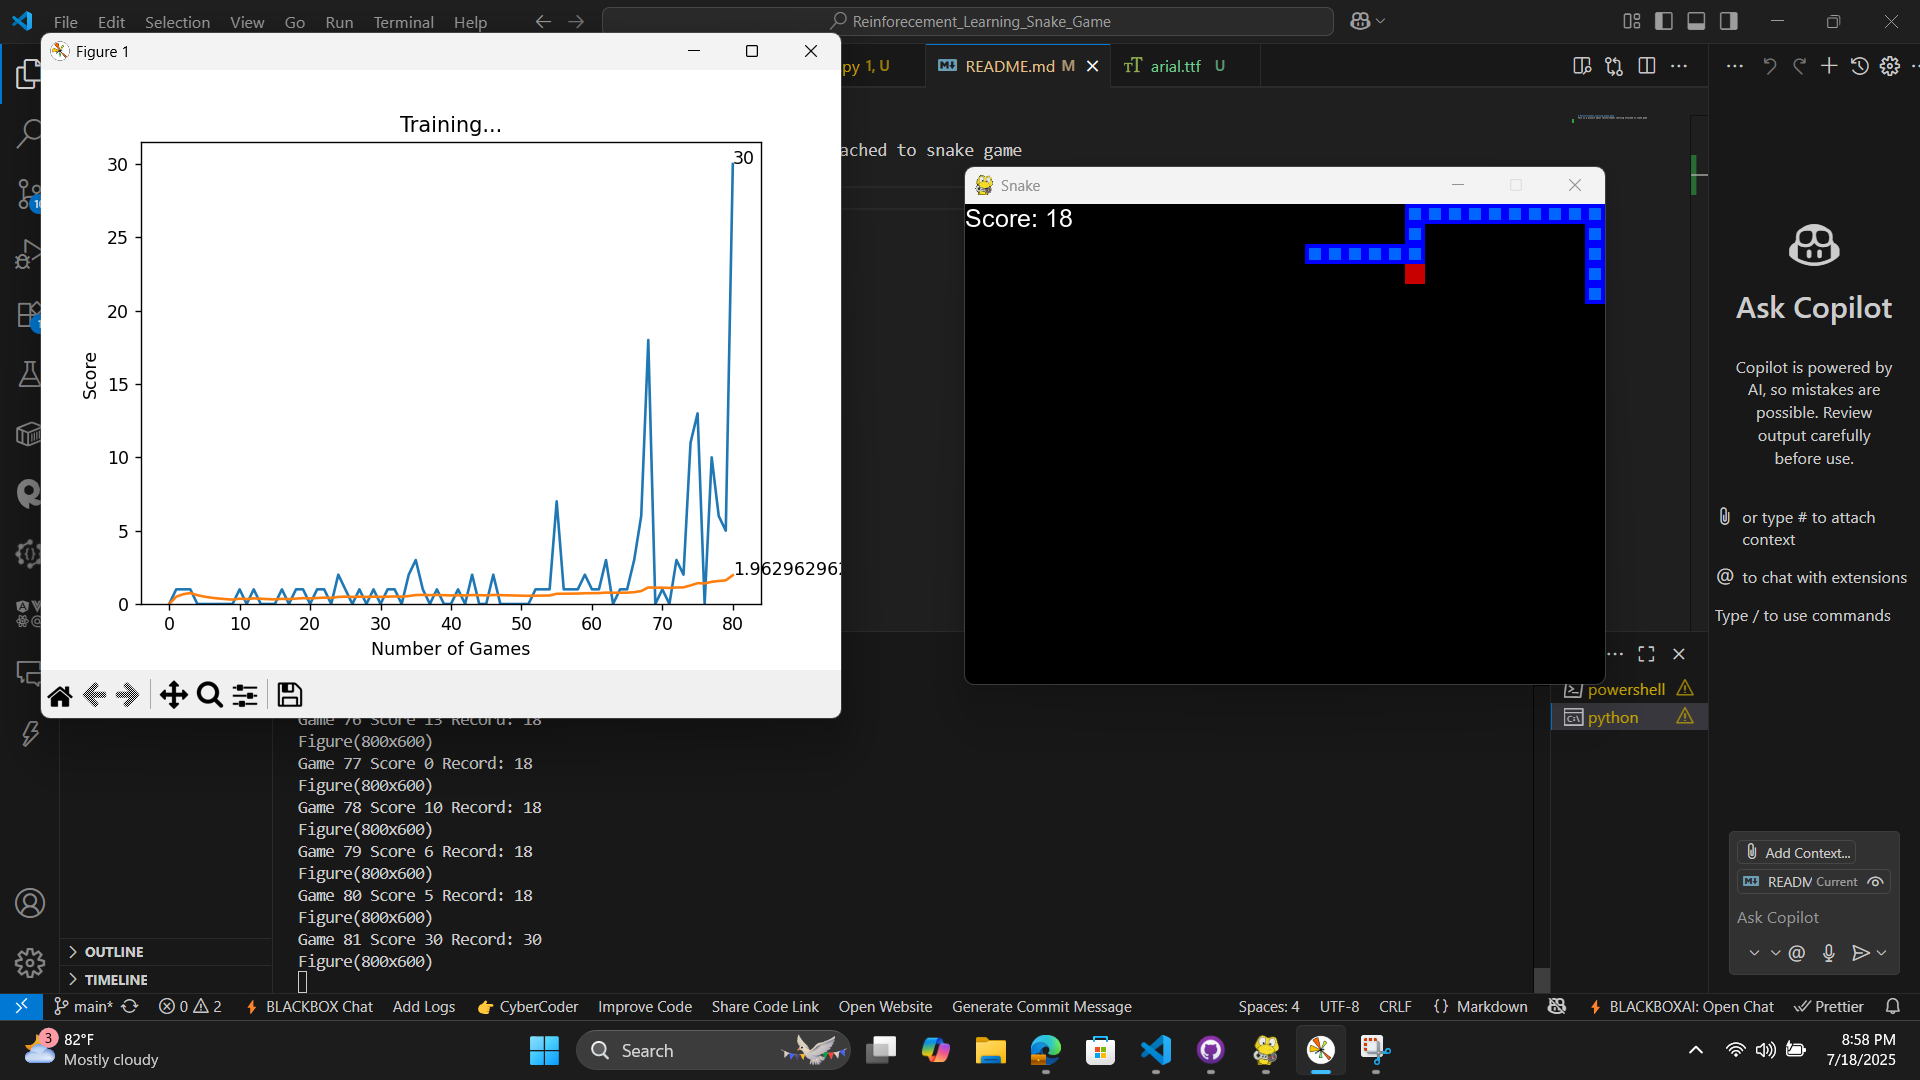 File Edit Selection View Go Run Terminal Help
Reinforecement_Learning_Snake_Game
Figure 1
py 1, U
README.md M
arial.ttf U
ached to snake game
Training...
30
30
25
20
15
10
5
0
Score
1.962962962
0 10 20 30 40 50 60 70 80
Number of Games
Snake
Score: 18
Ask Copilot
Copilot is powered by
AI, so mistakes are
possible. Review
output carefully
before use.
or type # to attach
context
@ to chat with extensions
Type / to use commands
powershell
python
Game 76 Score 13 Record: 18
Figure(800x600)
Game 77 Score 0 Record: 18
Figure(800x600)
Game 78 Score 10 Record: 18
Figure(800x600)
Game 79 Score 6 Record: 18
Figure(800x600)
Game 80 Score 5 Record: 18
Figure(800x600)
Game 81 Score 30 Record: 30
Figure(800x600)
Add Context...
READM Current
Ask Copilot
OUTLINE
TIMELINE
main* 0 2 BLACKBOX Chat Add Logs CyberCoder Improve Code Share Code Link Open Website Generate Commit Message
Spaces: 4 UTF-8 CRLF {} Markdown BLACKBOXAI: Open Chat Prettier
3
82°F
Mostly cloudy
Search
8:58 PM
7/18/2025